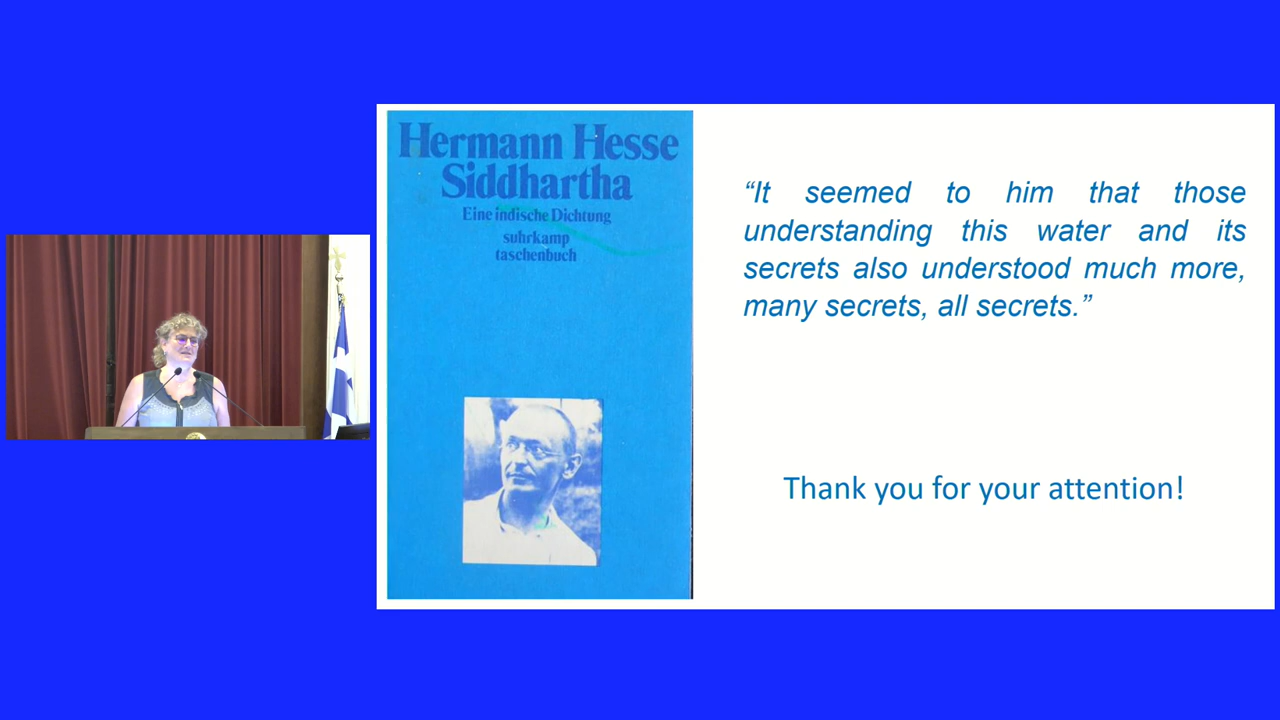 Hermann Hesse
Siddhartha
Eine indische Dichtung
suhrkamp
taschenbuch
“It seemed to him that those
understanding this water and its
secrets also understood much more,
many secrets, all secrets.”
Thank you for your attention!